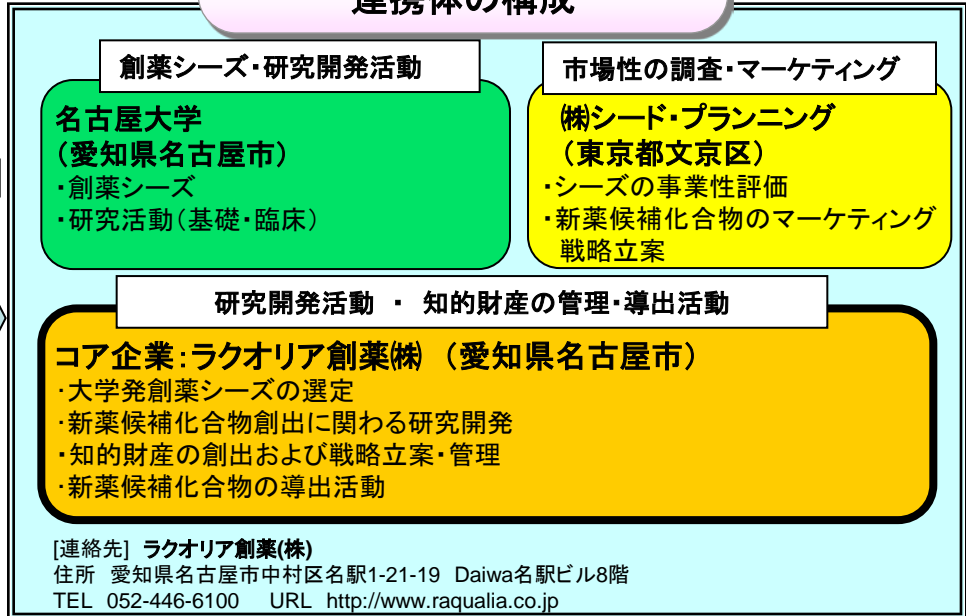 連携体の構成
創薬シーズ・研究開発活動
名古屋大学
（愛知県名古屋市）
・創薬シーズ
・研究活動（基礎・臨床）
市場性の調査・マーケティング
㈱シード・プランニング
（東京都文京区）
・シーズの事業性評価
・新薬候補化合物のマーケティング
戦略立案
研究開発活動 ・ 知的財産の管理・導出活動
コア企業：ラクオリア創薬㈱ （愛知県名古屋市）
・大学発創薬シーズの選定
・新薬候補化合物創出に関わる研究開発
・知的財産の創出および戦略立案・管理
・新薬候補化合物の導出活動
[連絡先] ラクオリア創薬(株)
住所 愛知県名古屋市中村区名駅1-21-19 Daiwa名駅ビル8階
TEL 052-446-6100 URL http://www.raqualia.co.jp